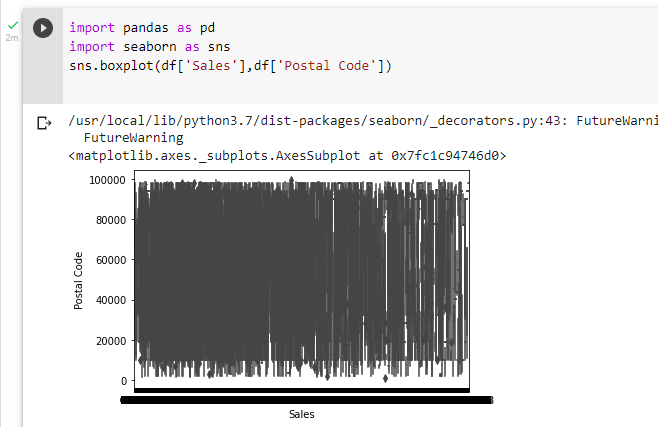 2m
import pandas as pd
import seaborn as sns
sns.boxplot(df['Sales'],df['Postal Code'])
/usr/local/lib/python3.7/dist-packages/seaborn/_decorators.py:43: FutureWarni
FutureWarning
<matplotlib.axes._subplots.AxesSubplot at 0x7fc1c94746d0>
100000
80000
60000
40000
20000
0
Postal Code
Sales